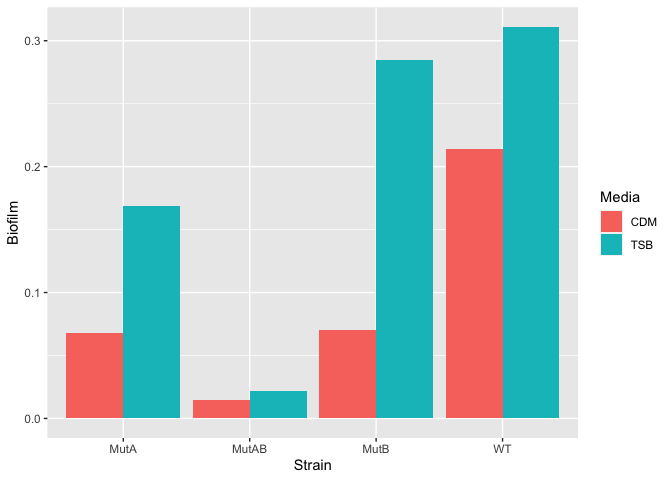 0.3
0.2
0.1
0.0
Biofilm
MutA MutAB MutB WT
Strain
Media
CDM
TSB